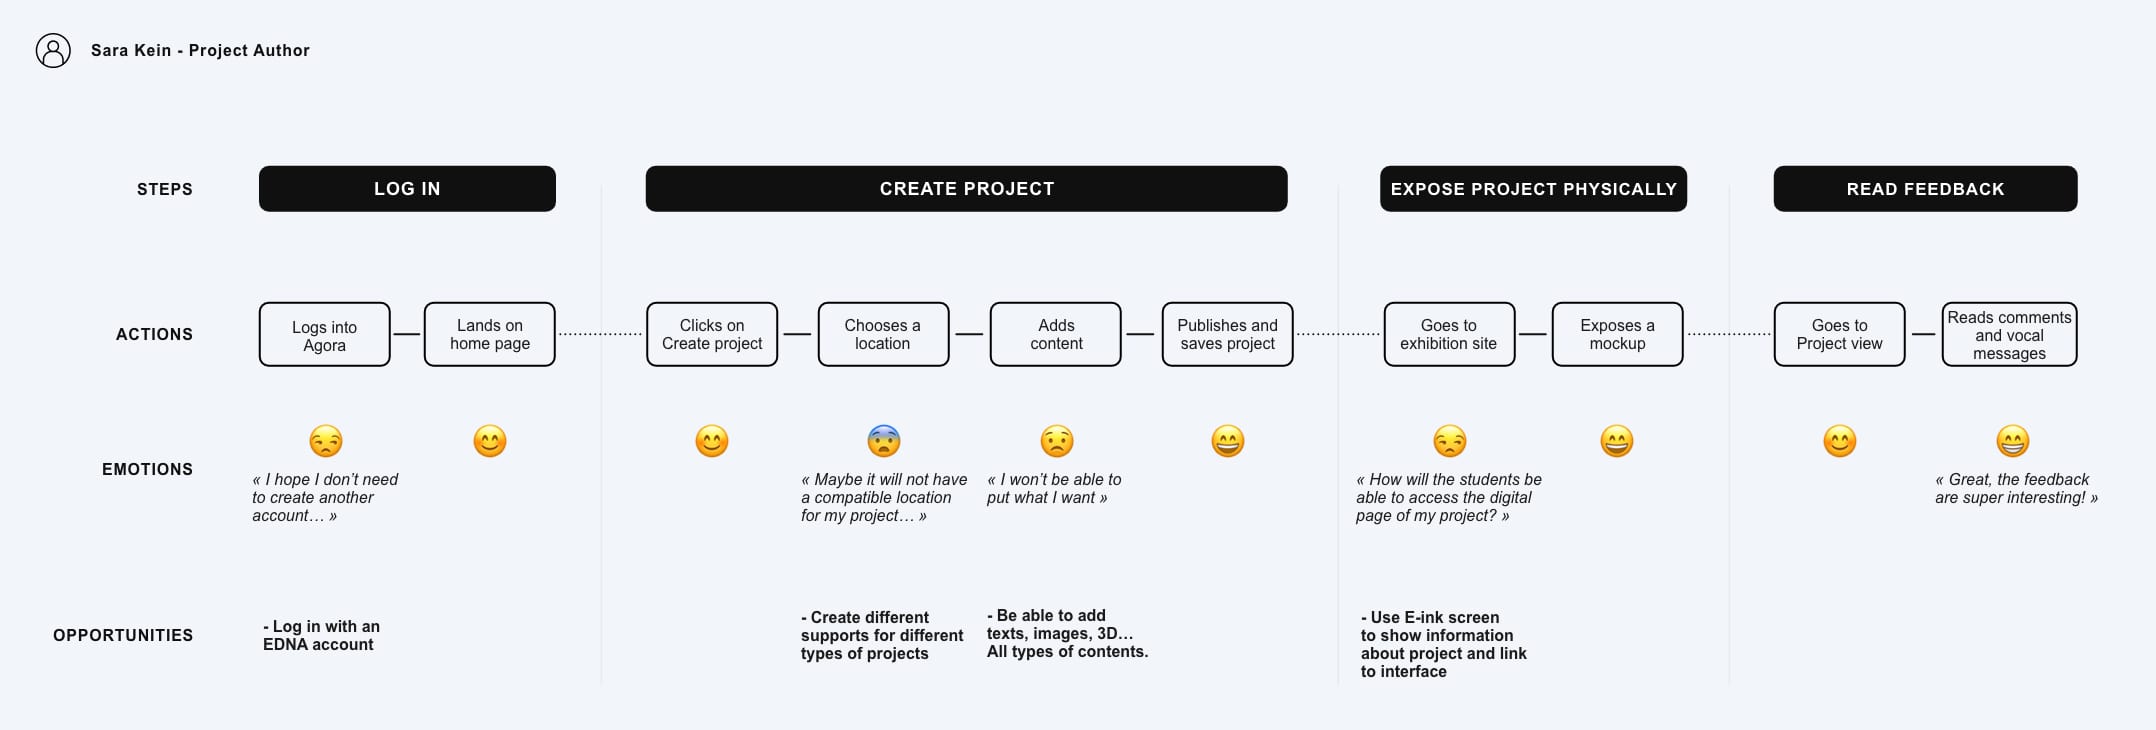 Sara Kein - Project Author
STEPS
LOG IN
CREATE PROJECT
EXPOSE PROJECT PHYSICALLY
READ FEEDBACK
ACTIONS
Logs into
Agora
Lands on
home page
Clicks on
Create project
Chooses a
location
Adds
content
Publishes and
saves project
Goes to
exhibition site
Exposes a
mockup
Goes to
Project view
Reads comments
and vocal
messages
EMOTIONS
« I hope I don’t need
to create another
account… »
« Maybe it will not have
a compatible location
for my project… »
« I won’t be able to
put what I want »
« How will the students be
able to access the digital
page of my project? »
« Great, the feedback
are super interesting! »
OPPORTUNITIES
- Log in with an
EDNA account
- Create different
supports for different
types of projects
- Be able to add
texts, images, 3D…
All types of contents.
- Use E-ink screen
to show information
about project and link
to interface